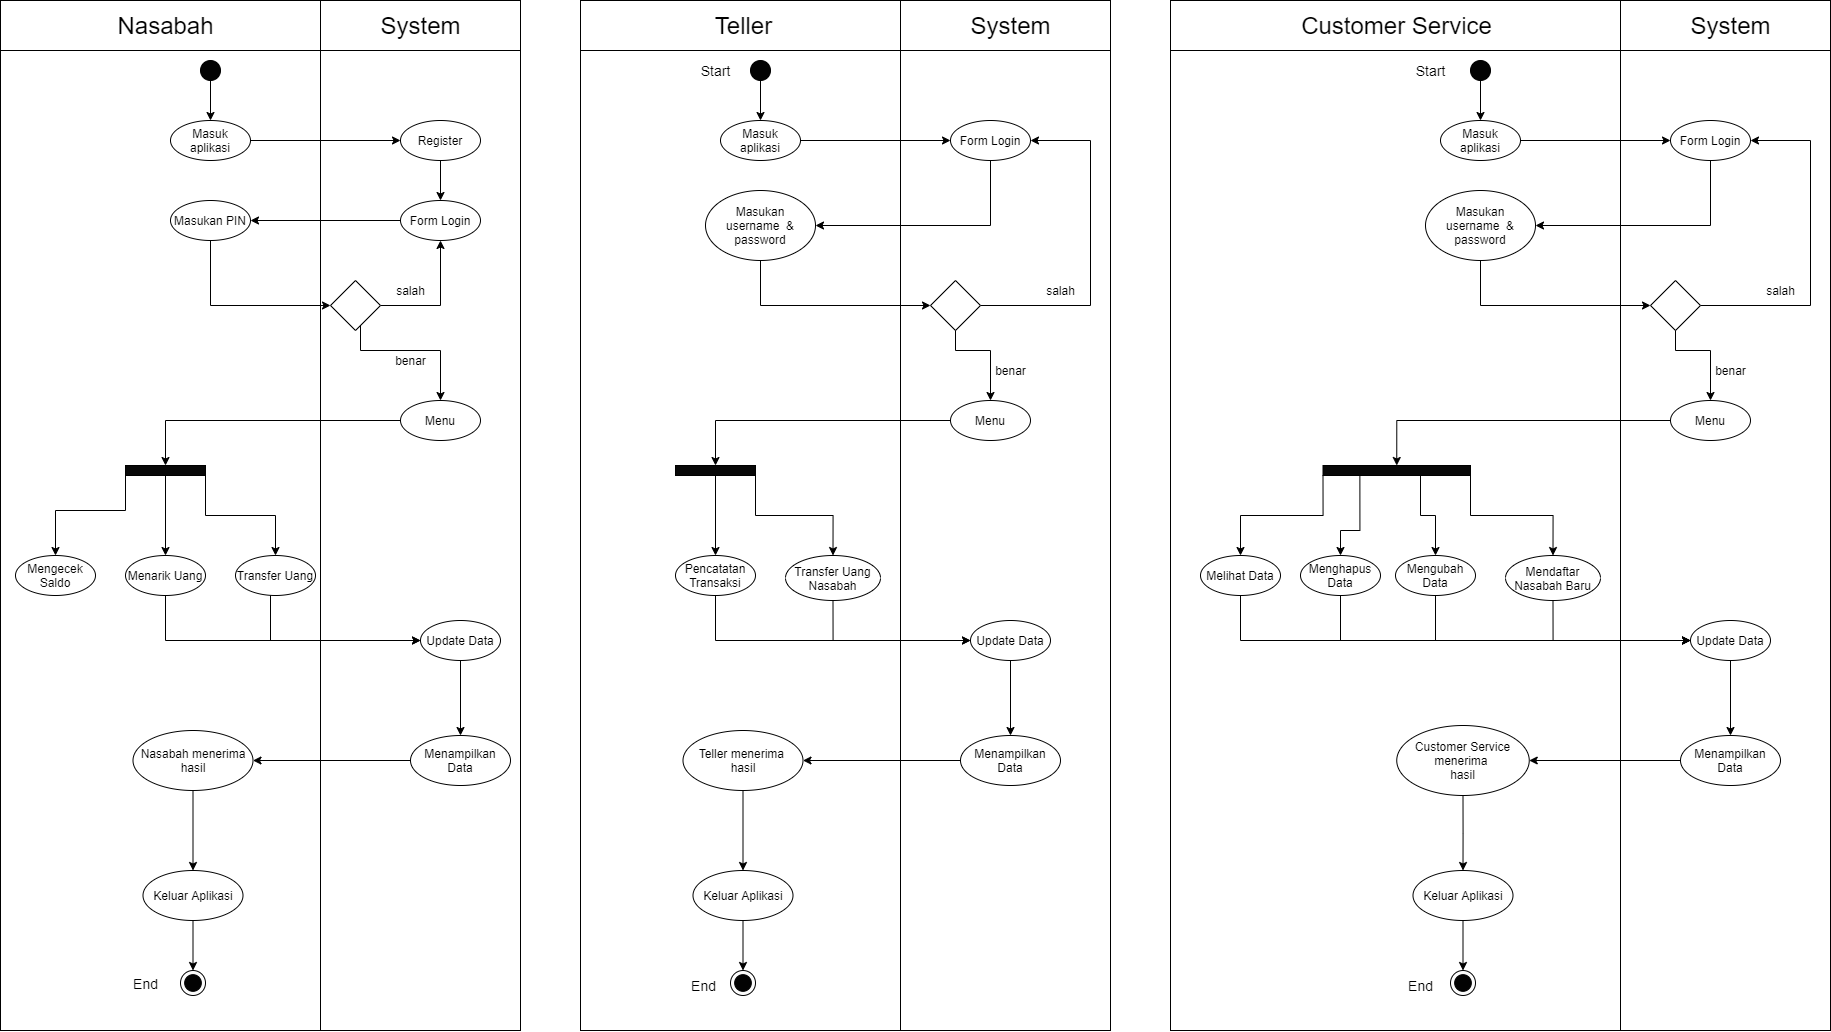 Nasabah
System
Masuk
aplikasi
Register
Masukan PIN
Form Login
salah
benar
Menu
Mengecek
Saldo
Menarik Uang
Transfer Uang
Update Data
Nasabah menerima
hasil
Menampilkan
Data
Keluar Aplikasi
End
Teller
System
Start
Masuk
aplikasi
Form Login
Masukan
username &
password
salah
benar
Menu
Pencatatan
Transaksi
Transfer Uang
Nasabah
Update Data
Teller menerima
hasil
Menampilkan
Data
Keluar Aplikasi
End
Customer Service
System
Start
Masuk
aplikasi
Form Login
Masukan
username &
password
salah
benar
Menu
Melihat Data
Menghapus
Data
Mengubah
Data
Mendaftar
Nasabah Baru
Update Data
Customer Service
menerima
hasil
Menampilkan
Data
Keluar Aplikasi
End